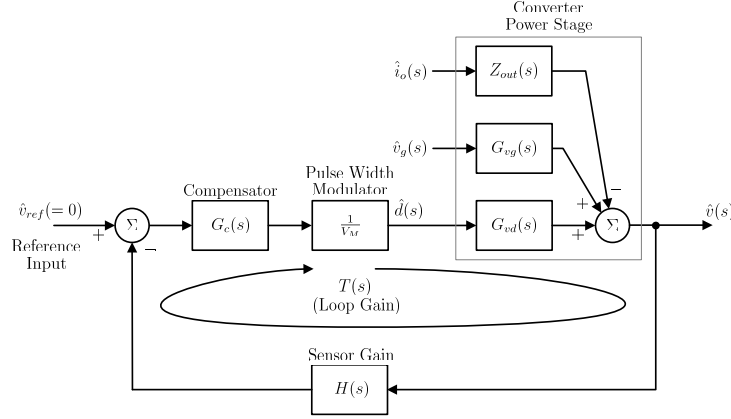 Converter
Power Stage
î_o(s)
Z_out(s)
−
v̂_g(s)
G_vg(s)
+
Pulse Width
Modulator
Compensator
v̂_ref(= 0)
+
Σ
−
G_c(s)
1/V_M
d̂(s)
G_vd(s)
+
Σ
v̂(s)
Reference
Input
T(s)
(Loop Gain)
Sensor Gain
H(s)